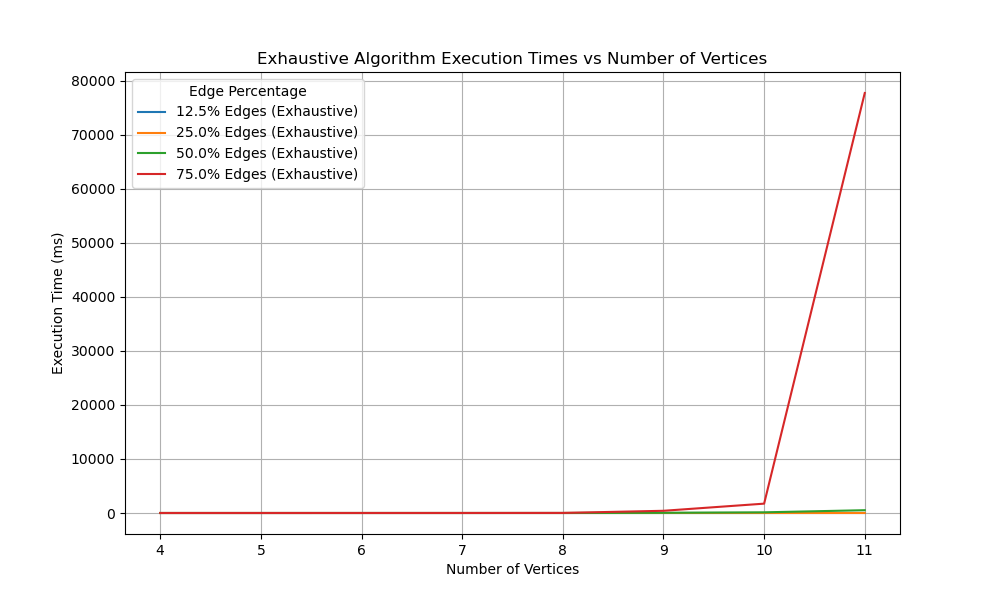 Exhaustive Algorithm Execution Times vs Number of Vertices
Edge Percentage
12.5% Edges (Exhaustive)
25.0% Edges (Exhaustive)
50.0% Edges (Exhaustive)
75.0% Edges (Exhaustive)
Execution Time (ms)
80000
70000
60000
50000
40000
30000
20000
10000
0
4 5 6 7 8 9 10 11
Number of Vertices